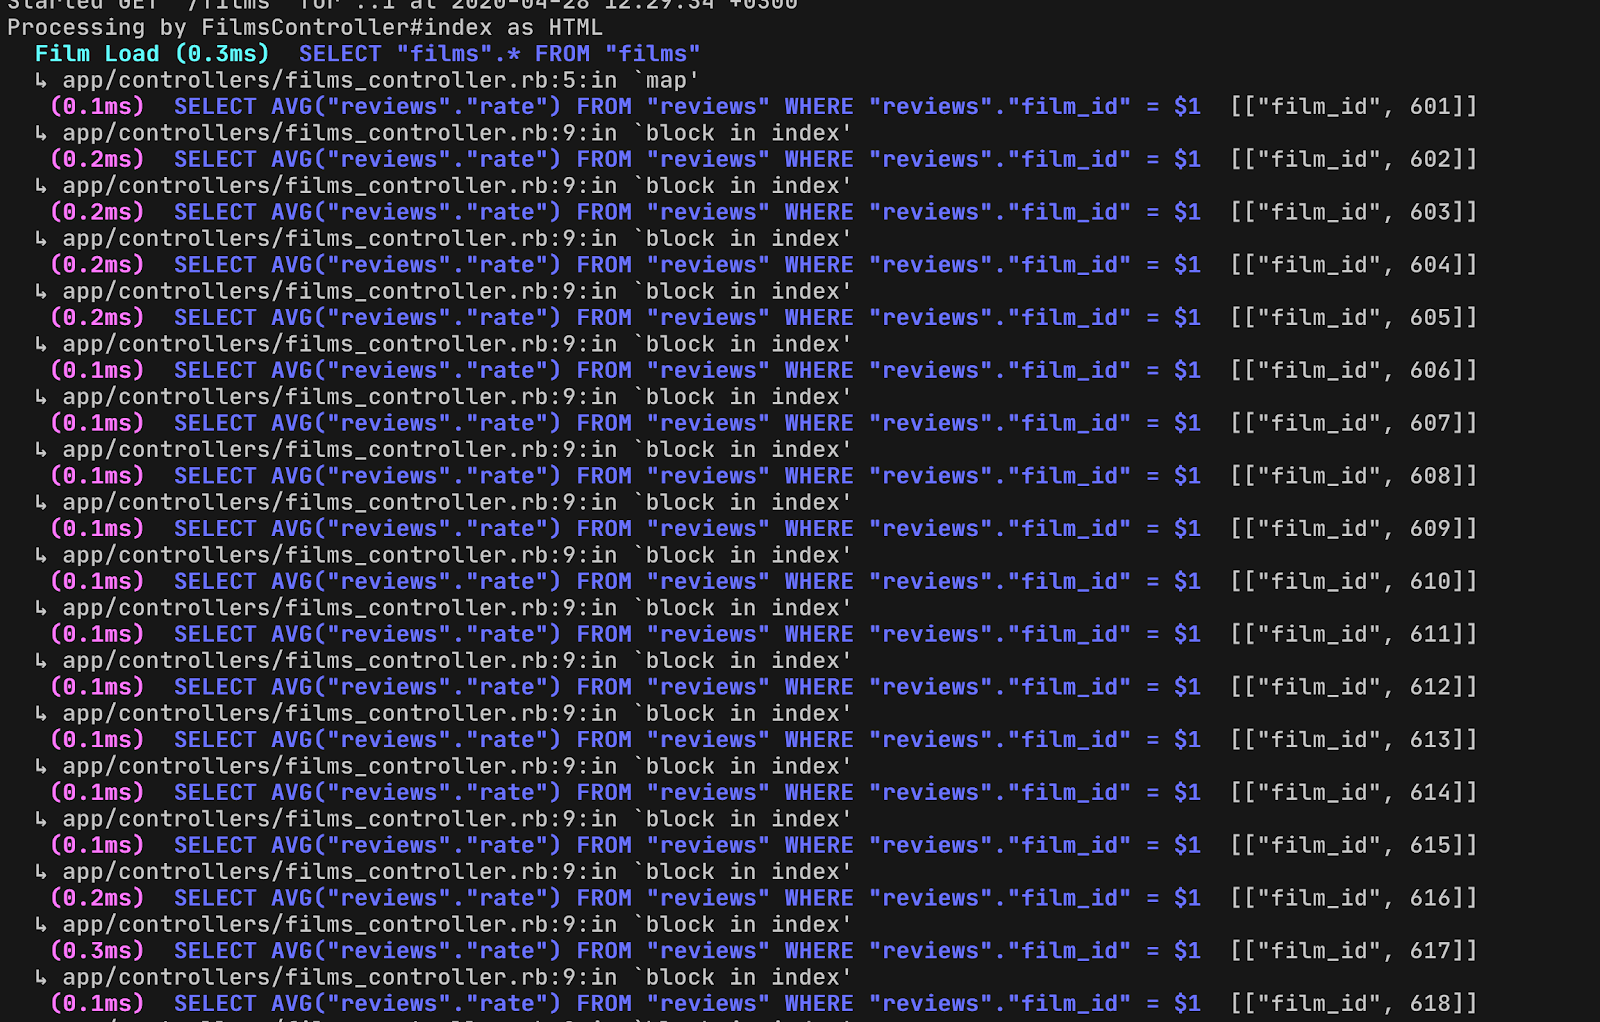 Started GET "/films" for ::1 at 2020-04-28 12:29:34 +0300
Processing by FilmsController#index as HTML
Film Load (0.3ms)  SELECT "films".* FROM "films"
↳ app/controllers/films_controller.rb:5:in `map'
(0.1ms)  SELECT AVG("reviews"."rate") FROM "reviews" WHERE "reviews"."film_id" = $1  [["film_id", 601]]
↳ app/controllers/films_controller.rb:9:in `block in index'
(0.2ms)  SELECT AVG("reviews"."rate") FROM "reviews" WHERE "reviews"."film_id" = $1  [["film_id", 602]]
↳ app/controllers/films_controller.rb:9:in `block in index'
(0.2ms)  SELECT AVG("reviews"."rate") FROM "reviews" WHERE "reviews"."film_id" = $1  [["film_id", 603]]
↳ app/controllers/films_controller.rb:9:in `block in index'
(0.2ms)  SELECT AVG("reviews"."rate") FROM "reviews" WHERE "reviews"."film_id" = $1  [["film_id", 604]]
↳ app/controllers/films_controller.rb:9:in `block in index'
(0.2ms)  SELECT AVG("reviews"."rate") FROM "reviews" WHERE "reviews"."film_id" = $1  [["film_id", 605]]
↳ app/controllers/films_controller.rb:9:in `block in index'
(0.1ms)  SELECT AVG("reviews"."rate") FROM "reviews" WHERE "reviews"."film_id" = $1  [["film_id", 606]]
↳ app/controllers/films_controller.rb:9:in `block in index'
(0.1ms)  SELECT AVG("reviews"."rate") FROM "reviews" WHERE "reviews"."film_id" = $1  [["film_id", 607]]
↳ app/controllers/films_controller.rb:9:in `block in index'
(0.1ms)  SELECT AVG("reviews"."rate") FROM "reviews" WHERE "reviews"."film_id" = $1  [["film_id", 608]]
↳ app/controllers/films_controller.rb:9:in `block in index'
(0.1ms)  SELECT AVG("reviews"."rate") FROM "reviews" WHERE "reviews"."film_id" = $1  [["film_id", 609]]
↳ app/controllers/films_controller.rb:9:in `block in index'
(0.1ms)  SELECT AVG("reviews"."rate") FROM "reviews" WHERE "reviews"."film_id" = $1  [["film_id", 610]]
↳ app/controllers/films_controller.rb:9:in `block in index'
(0.1ms)  SELECT AVG("reviews"."rate") FROM "reviews" WHERE "reviews"."film_id" = $1  [["film_id", 611]]
↳ app/controllers/films_controller.rb:9:in `block in index'
(0.1ms)  SELECT AVG("reviews"."rate") FROM "reviews" WHERE "reviews"."film_id" = $1  [["film_id", 612]]
↳ app/controllers/films_controller.rb:9:in `block in index'
(0.1ms)  SELECT AVG("reviews"."rate") FROM "reviews" WHERE "reviews"."film_id" = $1  [["film_id", 613]]
↳ app/controllers/films_controller.rb:9:in `block in index'
(0.1ms)  SELECT AVG("reviews"."rate") FROM "reviews" WHERE "reviews"."film_id" = $1  [["film_id", 614]]
↳ app/controllers/films_controller.rb:9:in `block in index'
(0.1ms)  SELECT AVG("reviews"."rate") FROM "reviews" WHERE "reviews"."film_id" = $1  [["film_id", 615]]
↳ app/controllers/films_controller.rb:9:in `block in index'
(0.2ms)  SELECT AVG("reviews"."rate") FROM "reviews" WHERE "reviews"."film_id" = $1  [["film_id", 616]]
↳ app/controllers/films_controller.rb:9:in `block in index'
(0.3ms)  SELECT AVG("reviews"."rate") FROM "reviews" WHERE "reviews"."film_id" = $1  [["film_id", 617]]
↳ app/controllers/films_controller.rb:9:in `block in index'
(0.1ms)  SELECT AVG("reviews"."rate") FROM "reviews" WHERE "reviews"."film_id" = $1  [["film_id", 618]]